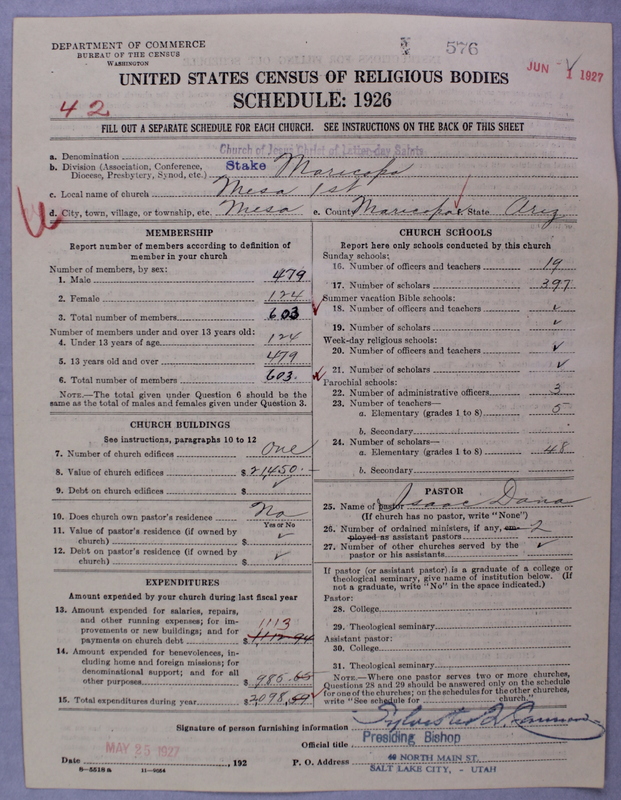 DEPARTMENT OF COMMERCE
BUREAU OF THE CENSUS
WASHINGTON
576
JUN 1 1927
UNITED STATES CENSUS OF RELIGIOUS BODIES
42
SCHEDULE: 1926
FILL OUT A SEPARATE SCHEDULE FOR EACH CHURCH. SEE INSTRUCTIONS ON THE BACK OF THIS SHEET
a. Denomination Church of Jesus Christ of Latter-day Saints
b. Division (Association, Conference, Diocese, Presbytery, Synod, etc.) Stake Maricopa
c. Local name of church Mesa 1st
d. City, town, village, or township, etc. Mesa e. County Maricopa f. State Ariz
MEMBERSHIP
Report number of members according to definition of
member in your church
Number of members, by sex:
1. Male 479
2. Female 124
3. Total number of members 603
Number of members under and over 13 years old:
4. Under 13 years of age 124
5. 13 years old and over 479
6. Total number of members 603.
NOTE.—The total given under Question 6 should be
same as the total of males and females given under Question 3.
CHURCH BUILDINGS
See instructions, paragraphs 10 to 12
7. Number of church edifices One
8. Value of church edifices $ 21450.-
9. Debt on church edifices $ ✓
10. Does church own pastor's residence No
Yes or No
11. Value of pastor's residence (if owned by
church) $ ✓
12. Debt on pastor's residence (if owned by
church) $ ✓
EXPENDITURES
Amount expended by church during last fiscal year
13. Amount expended for salaries, repairs,
and other running expenses; for im-
provements or new buildings; and for
payments on church debt $ 1113 1112.94
14. Amount expended for benevolences, in-
cluding home and foreign missions; for
denominational support; and for all
other purposes $ 985.65
15. Total expenditures during year $ 2098.59
CHURCH SCHOOLS
Report here only schools conducted by this church
Sunday schools:
16. Number of officers and teachers 19
17. Number of scholars 397
Summer vacation Bible schools:
18. Number of officers and teachers ✓
19. Number of scholars ✓
Week-day religious schools:
20. Number of officers and teachers ✓
21. Number of scholars ✓
Parochial schools:
22. Number of administrative officers 3
23. Number of teachers—
a. Elementary (grades 1 to 8) 5
b. Secondary
24. Number of scholars—
a. Elementary (grades 1 to 8) 48
b. Secondary
PASTOR
25. Name of pastor Isaac Dana
(If church has no pastor, write "None")
26. Number of ordained ministers, if any, em- 2
ployed as assistant pastors
27. Number of other churches served by the ✓
pastor or his assistants
If pastor (or assistant pastor) is a graduate of a college or
theological seminary, give name of institution below. (If
not a graduate, write "No" in the space indicated.)
Pastor:
28. College
29. Theological seminary
Assistant pastor:
30. College
31. Theological seminary
NOTE.—Where one pastor serves two or more churches,
Questions 28 and 29 should be answered only on the schedule
for one of the churches; on the schedules for the other churches,
write "See schedule for church."
Signature of person furnishing information Sylvester Q. Cannon
Official title Presiding Bishop
MAY 25 1927
Date , 192 P. O. Address 40 NORTH MAIN ST.
SALT LAKE CITY, - UTAH
8—5518 a 11—9054